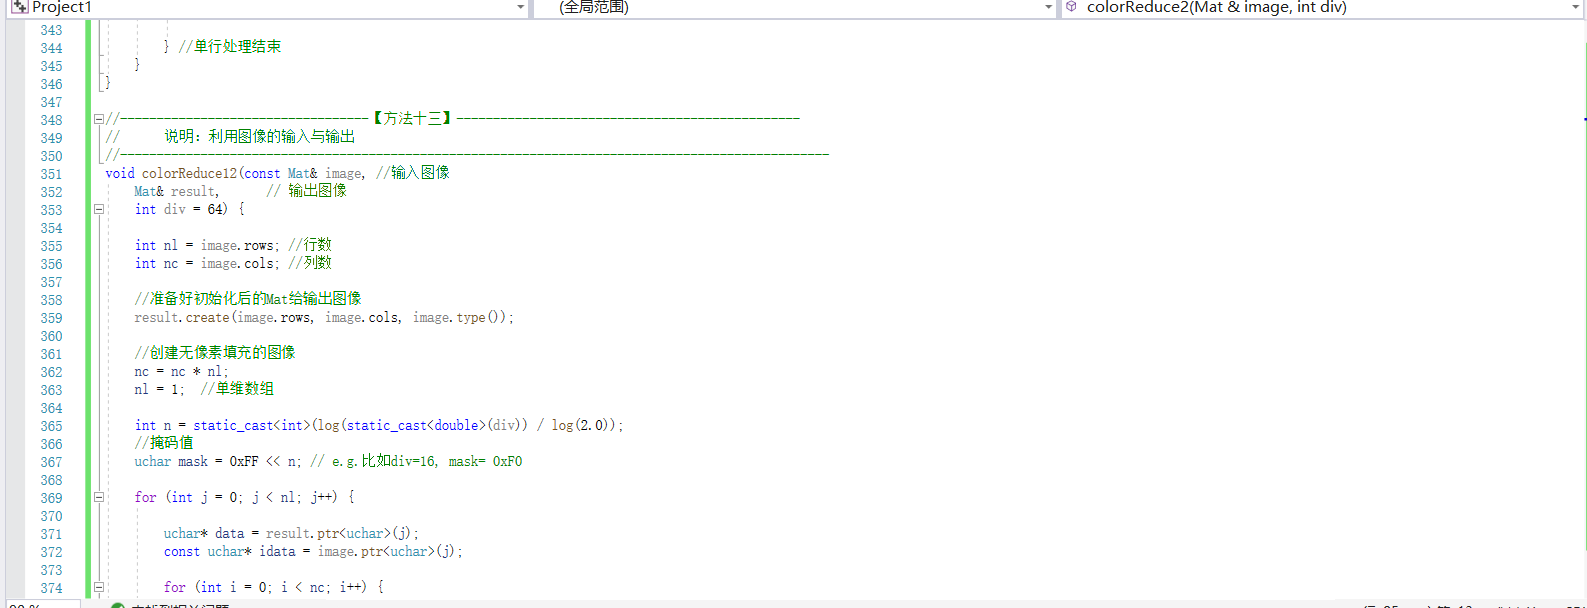 Project1 (全局范围) colorReduce2(Mat & image, int div)
343
344 } //单行处理结束
345 }
346 }
347
348 //----------------------------------【方法十三】-----------------------------------------------
349 // 说明：利用图像的输入与输出
350 //-------------------------------------------------------------------------------------------------
351 void colorReduce12(const Mat& image, //输入图像
352 Mat& result, // 输出图像
353 int div = 64) {
354
355 int nl = image.rows; //行数
356 int nc = image.cols; //列数
357
358 //准备好初始化后的Mat给输出图像
359 result.create(image.rows, image.cols, image.type());
360
361 //创建无像素填充的图像
362 nc = nc * nl;
363 nl = 1; //单维数组
364
365 int n = static_cast<int>(log(static_cast<double>(div)) / log(2.0));
366 //掩码值
367 uchar mask = 0xFF << n; // e.g.比如div=16, mask= 0xF0
368
369 for (int j = 0; j < nl; j++) {
370
371 uchar* data = result.ptr<uchar>(j);
372 const uchar* idata = image.ptr<uchar>(j);
373
374 for (int i = 0; i < nc; i++) {